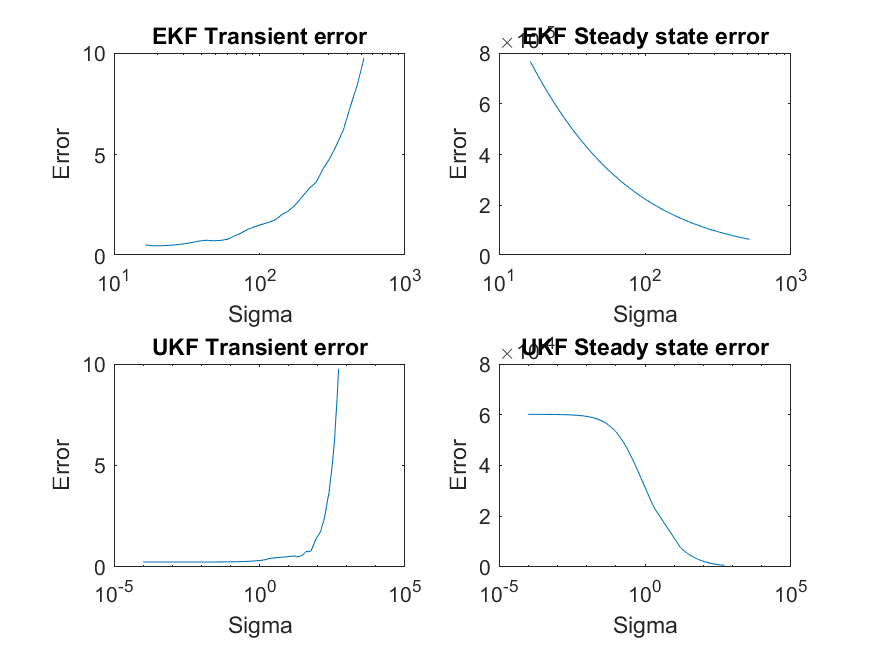 EKF Transient error
10
5
0
Error
10^1
10^2
10^3
Sigma
EKF Steady state error
8
6
4
2
0
Error
10^1
10^2
10^3
Sigma
UKF Transient error
10
5
0
Error
10^-5
10^0
10^5
Sigma
UKF Steady state error
8
6
4
2
0
Error
10^-5
10^0
10^5
Sigma